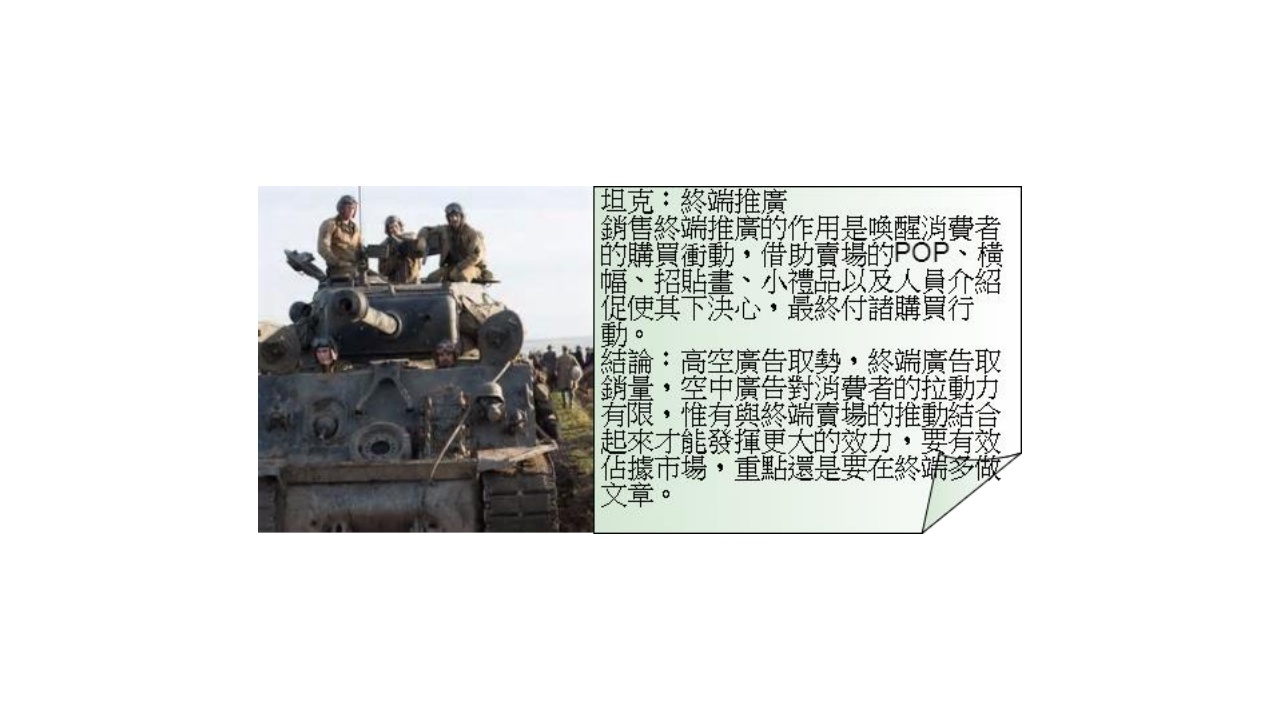 坦克：終端推廣
銷售終端推廣的作用是喚醒消費者
的購買衝動，借助賣場的POP、橫
幅、招貼畫、小禮品以及人員介紹
促使其下決心，最終付諸購買行
動。
結論：高空廣告取勢，終端廣告取
銷量，空中廣告對消費者的拉動力
有限，惟有與終端賣場的推動結合
起來才能發揮更大的效力，要有效
佔據市場，重點還是要在終端多做
文章。